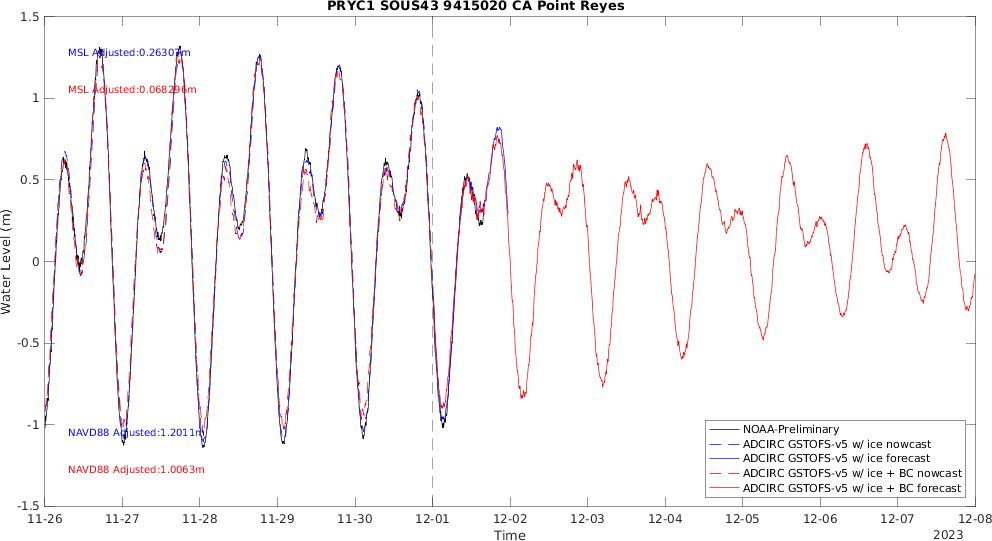 PRYC1 SOUS43 9415020 CA Point Reyes
Water Level (m)
1.5
1
0.5
0
-0.5
-1
-1.5
MSL Adjusted:0.26307m
MSL Adjusted:0.068296m
NAVD88 Adjusted:1.2011m
NAVD88 Adjusted:1.0063m
NOAA-Preliminary
ADCIRC GSTOFS-v5 w/ ice nowcast
ADCIRC GSTOFS-v5 w/ ice forecast
ADCIRC GSTOFS-v5 w/ ice + BC nowcast
ADCIRC GSTOFS-v5 w/ ice + BC forecast
11-26 11-27 11-28 11-29 11-30 12-01 12-02 12-03 12-04 12-05 12-06 12-07 12-08
Time
2023